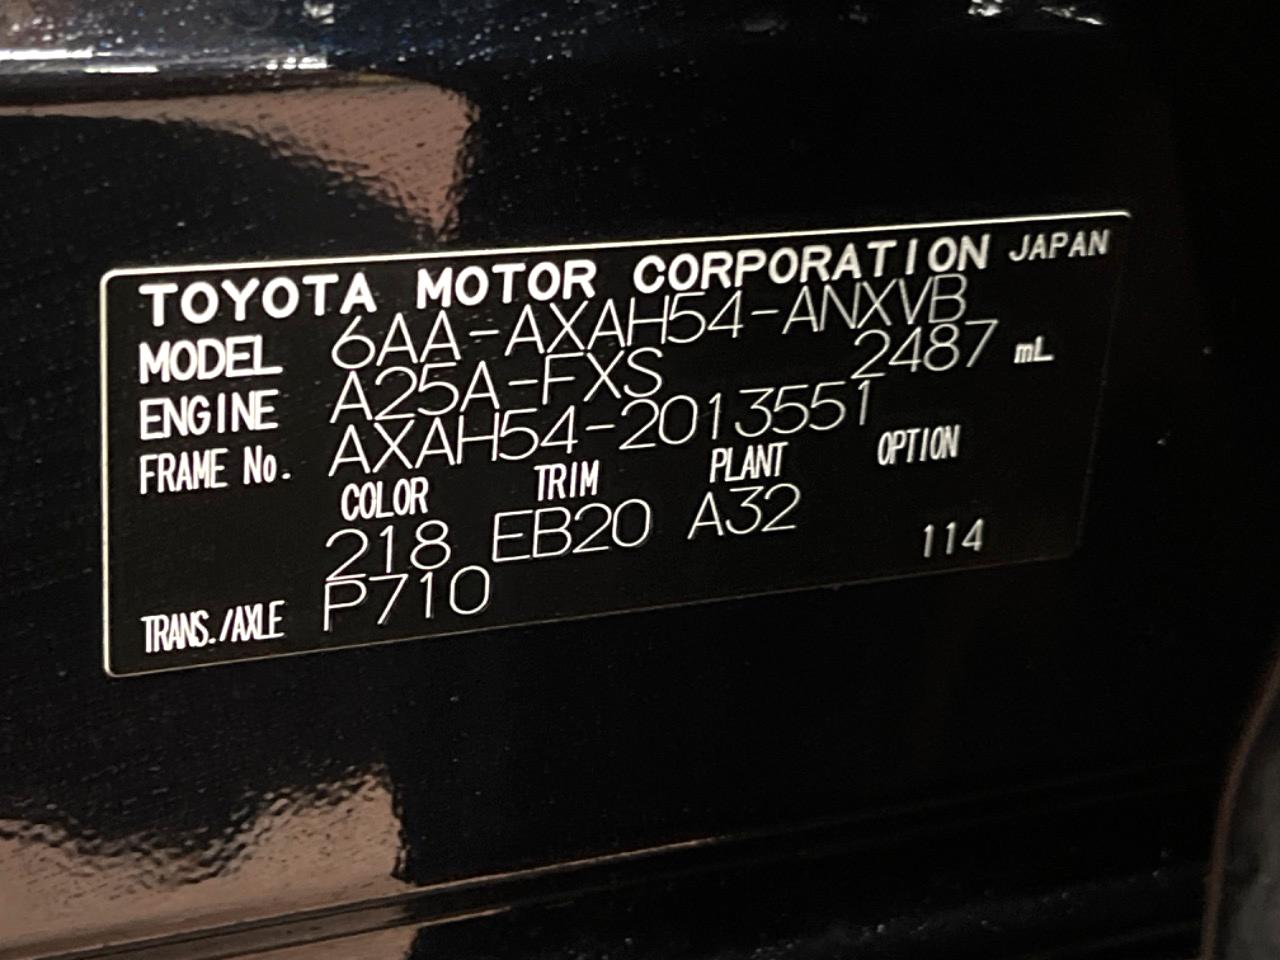 TOYOTA MOTOR CORPORATION JAPAN
MODEL 6AA-AXAH54-ANXVB
ENGINE A25A-FXS 2487 mL
FRAME No. AXAH54-2013551
COLOR TRIM PLANT OPTION
218 EB20 A32 114
TRANS./AXLE P710